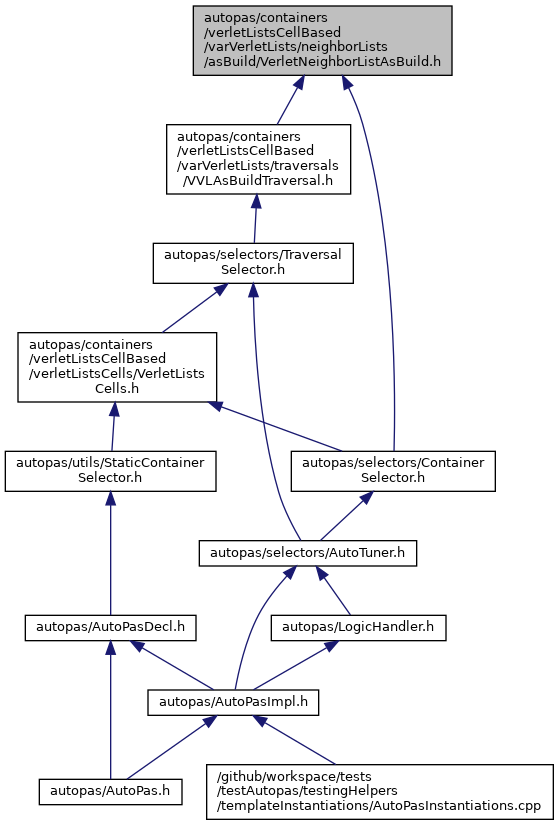 autopas/containers
/verletListsCellBased
/varVerletLists/neighborLists
/asBuild/VerletNeighborListAsBuild.h
autopas/containers
/verletListsCellBased
/varVerletLists/traversals
/VVLAsBuildTraversal.h
autopas/selectors/Traversal
Selector.h
autopas/containers
/verletListsCellBased
/verletListsCells/VerletLists
Cells.h
autopas/utils/StaticContainer
Selector.h
autopas/selectors/Container
Selector.h
autopas/selectors/AutoTuner.h
autopas/AutoPasDecl.h
autopas/LogicHandler.h
autopas/AutoPasImpl.h
autopas/AutoPas.h
/github/workspace/tests
/testAutopas/testingHelpers
/templateInstantiations/AutoPasInstantiations.cpp